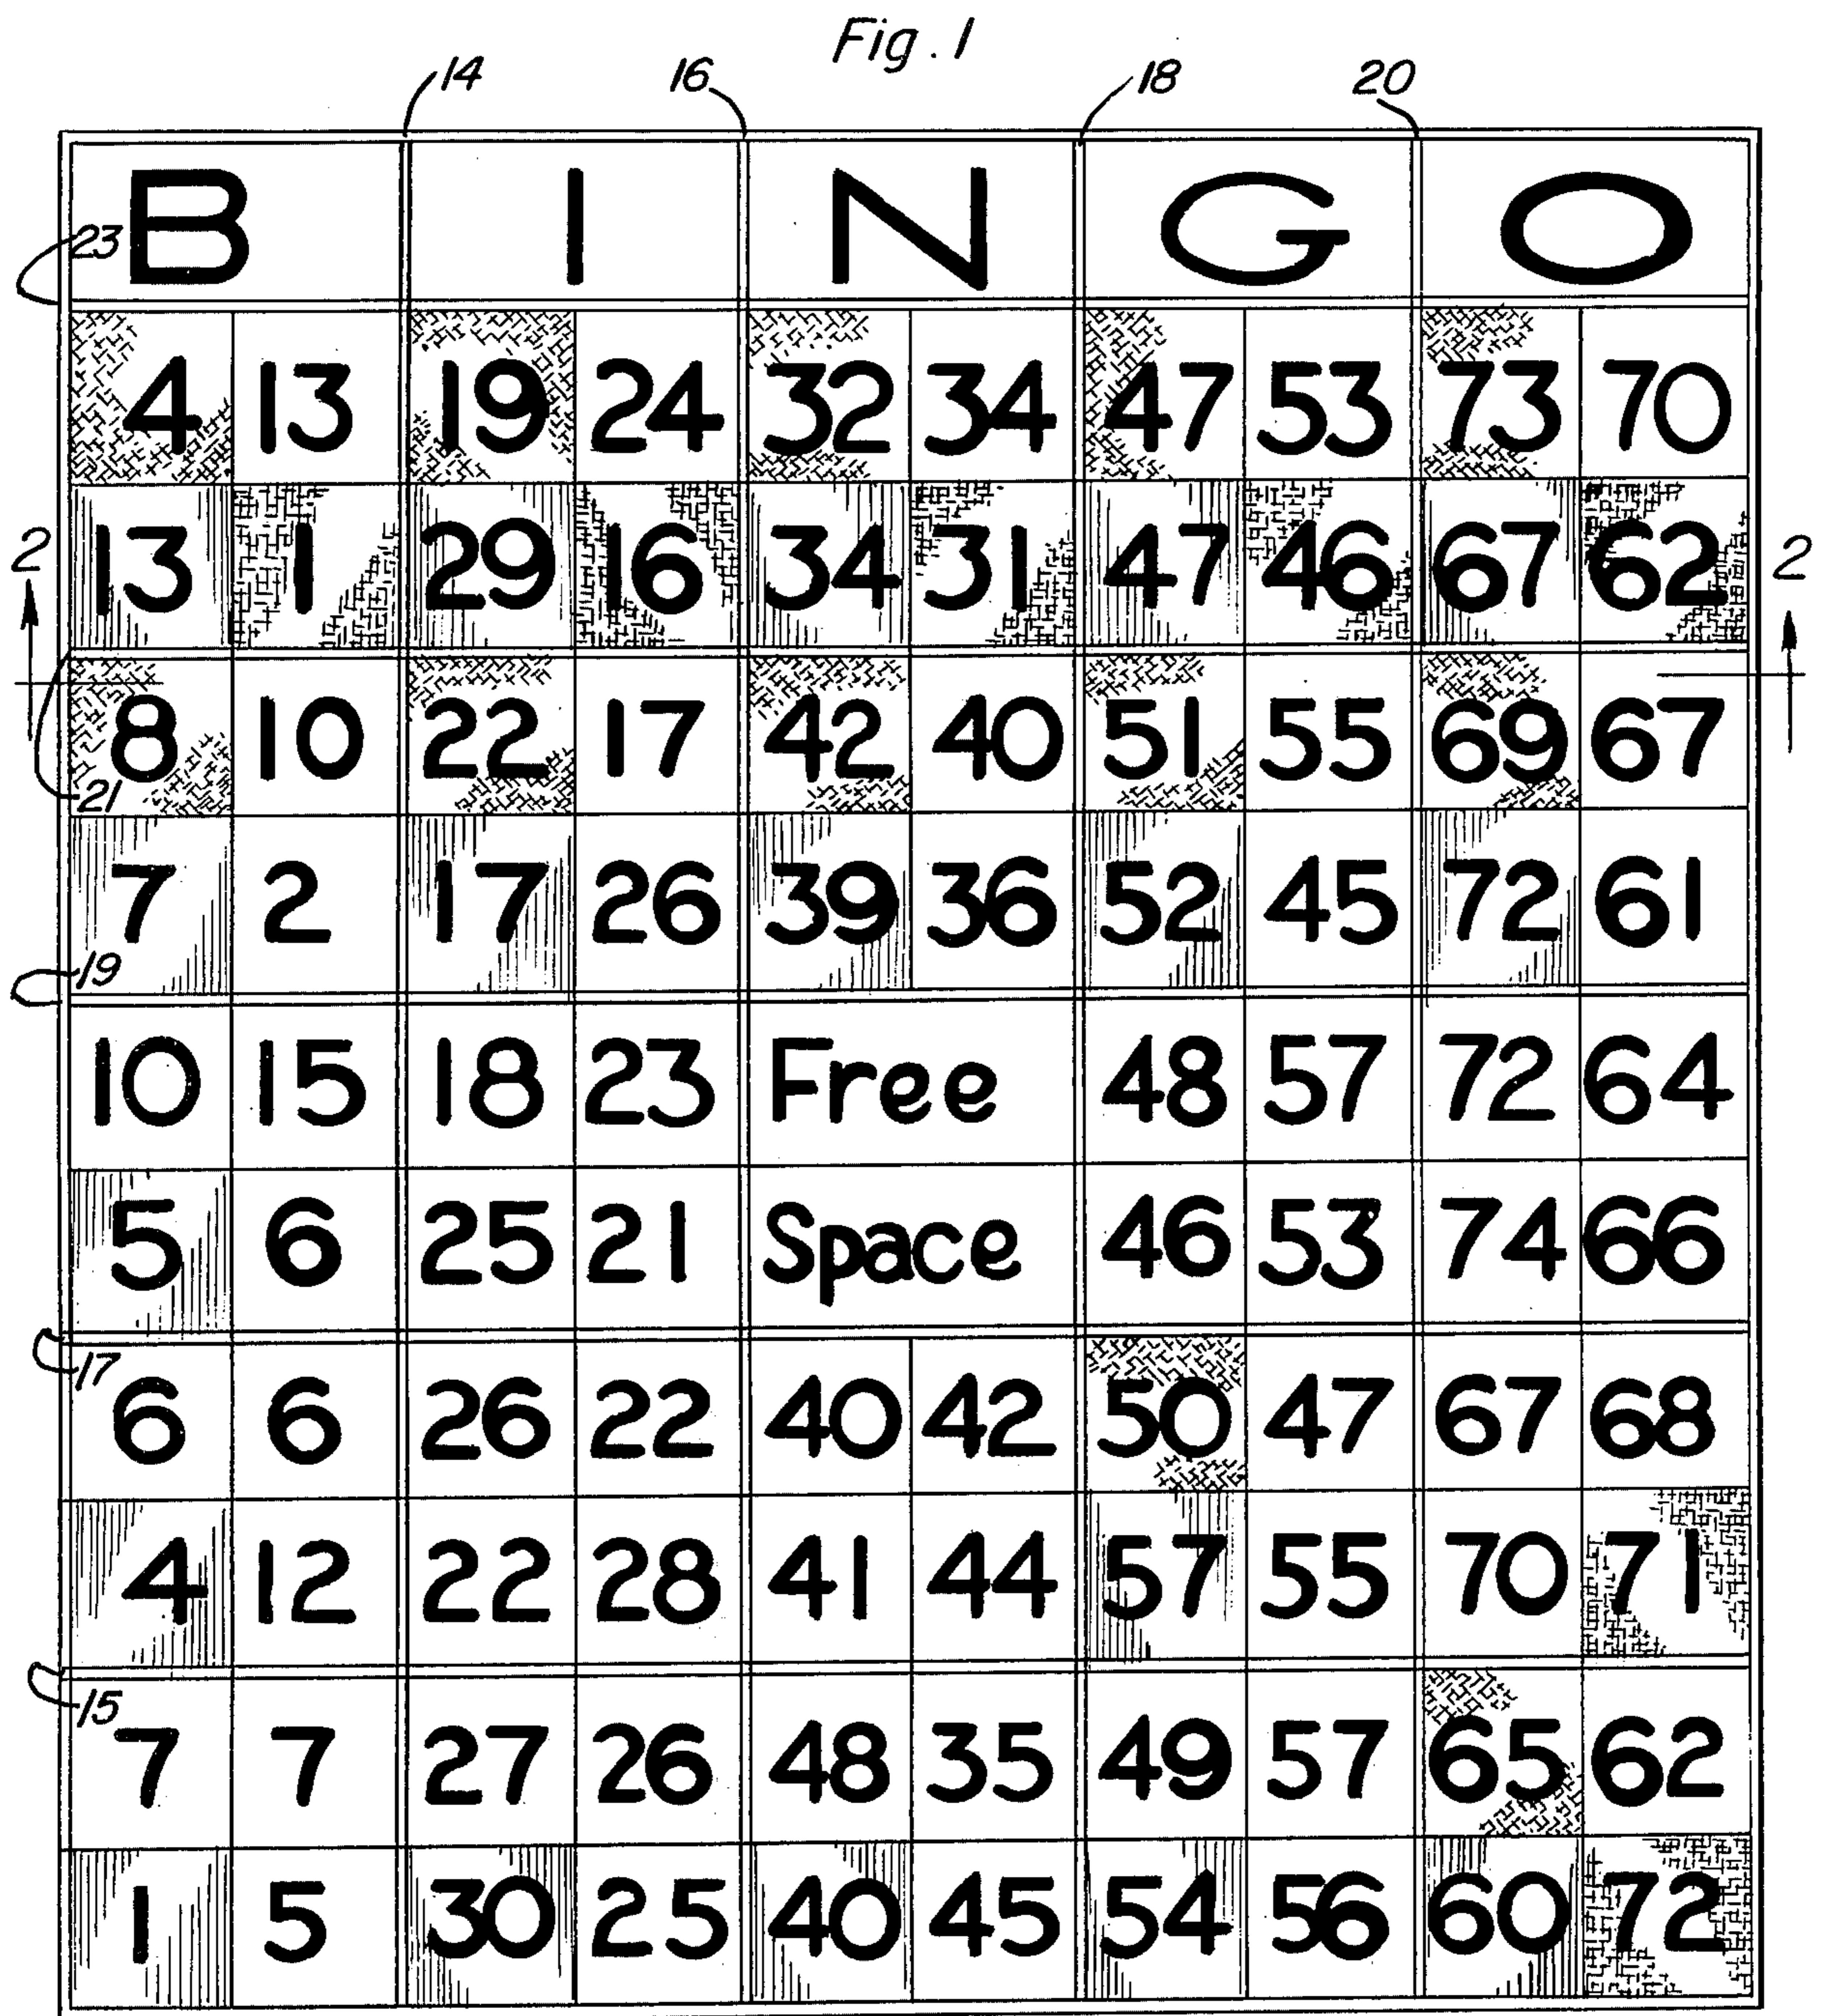 Fig. 1
14 16 18 20
B I N G O
23
4 13 19 24 32 34 47 53 73 70
13 1 29 16 34 31 47 46 67 62
2 2
8 10 22 17 42 40 51 55 69 67
21
7 2 17 26 39 36 52 45 72 61
19
10 15 18 23 Free 48 57 72 64
5 6 25 21 Space 46 53 74 66
17
6 6 26 22 40 42 50 47 67 68
4 12 22 28 41 44 57 55 70 71
15
7 7 27 26 48 35 49 57 65 62
1 5 30 25 40 45 54 56 60 72